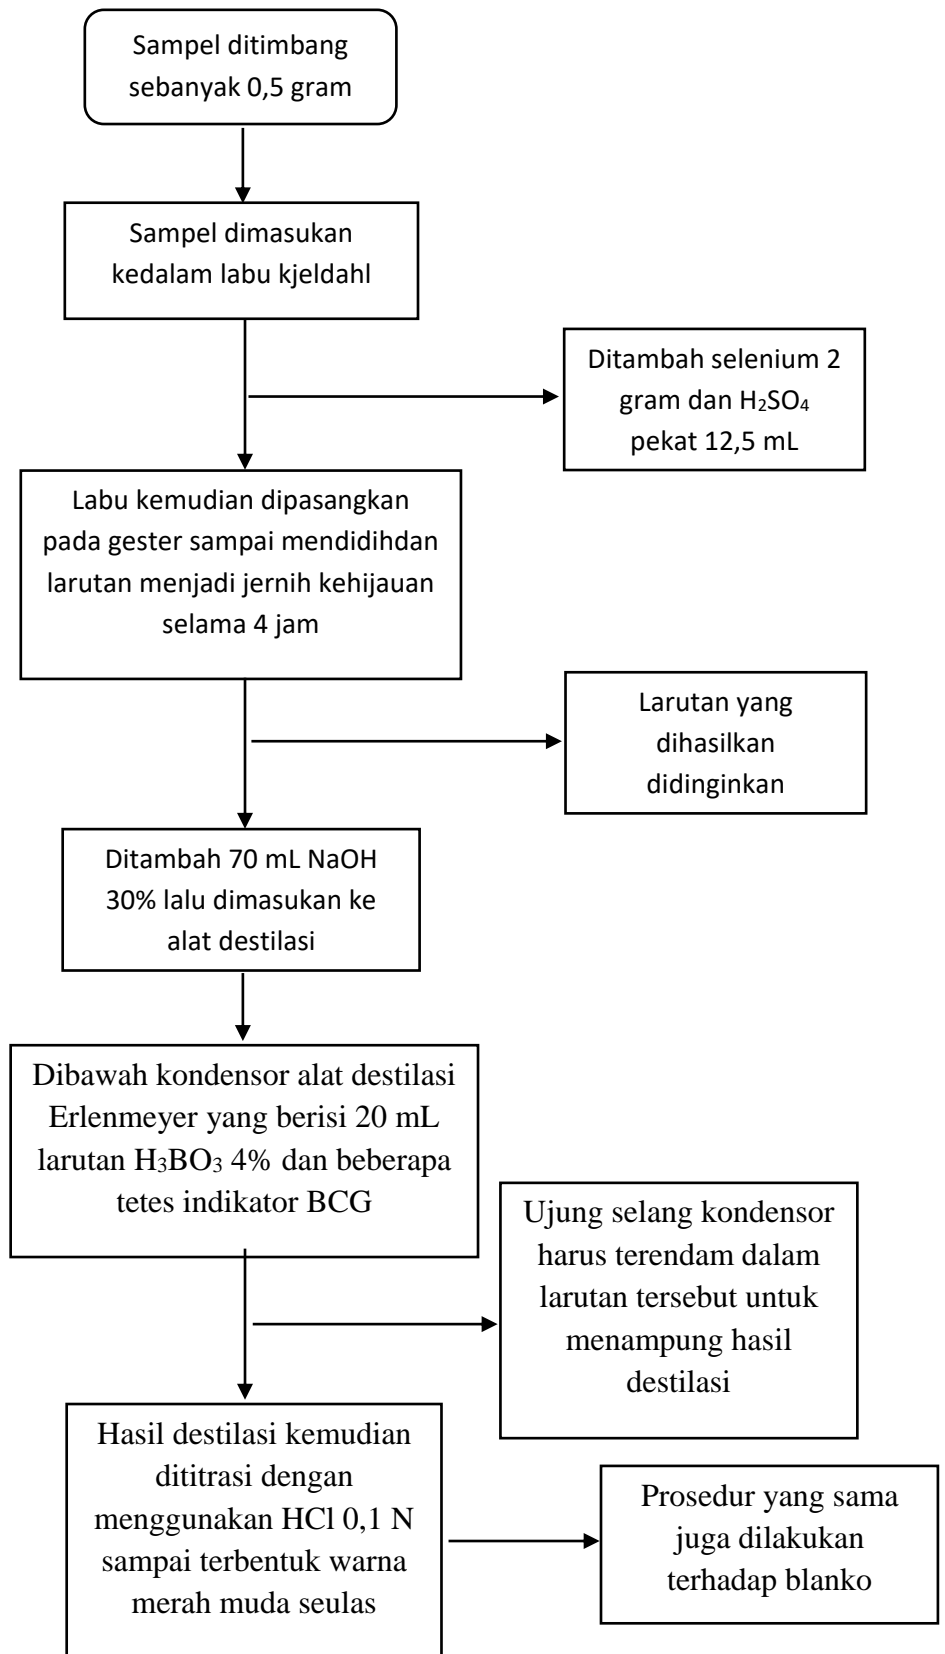 Sampel ditimbang
sebanyak 0,5 gram
Sampel dimasukan
kedalam labu kjeldahl
Ditambah selenium 2
gram dan H₂SO₄
pekat 12,5 mL
Labu kemudian dipasangkan
pada gester sampai mendidihdan
larutan menjadi jernih kehijauan
selama 4 jam
Larutan yang
dihasilkan
didinginkan
Ditambah 70 mL NaOH
30% lalu dimasukan ke
alat destilasi
Dibawah kondensor alat destilasi
Erlenmeyer yang berisi 20 mL
larutan H₃BO₃ 4% dan beberapa
tetes indikator BCG
Ujung selang kondensor
harus terendam dalam
larutan tersebut untuk
menampung hasil
destilasi
Hasil destilasi kemudian
dititrasi dengan
menggunakan HCl 0,1 N
sampai terbentuk warna
merah muda seulas
Prosedur yang sama
juga dilakukan
terhadap blanko